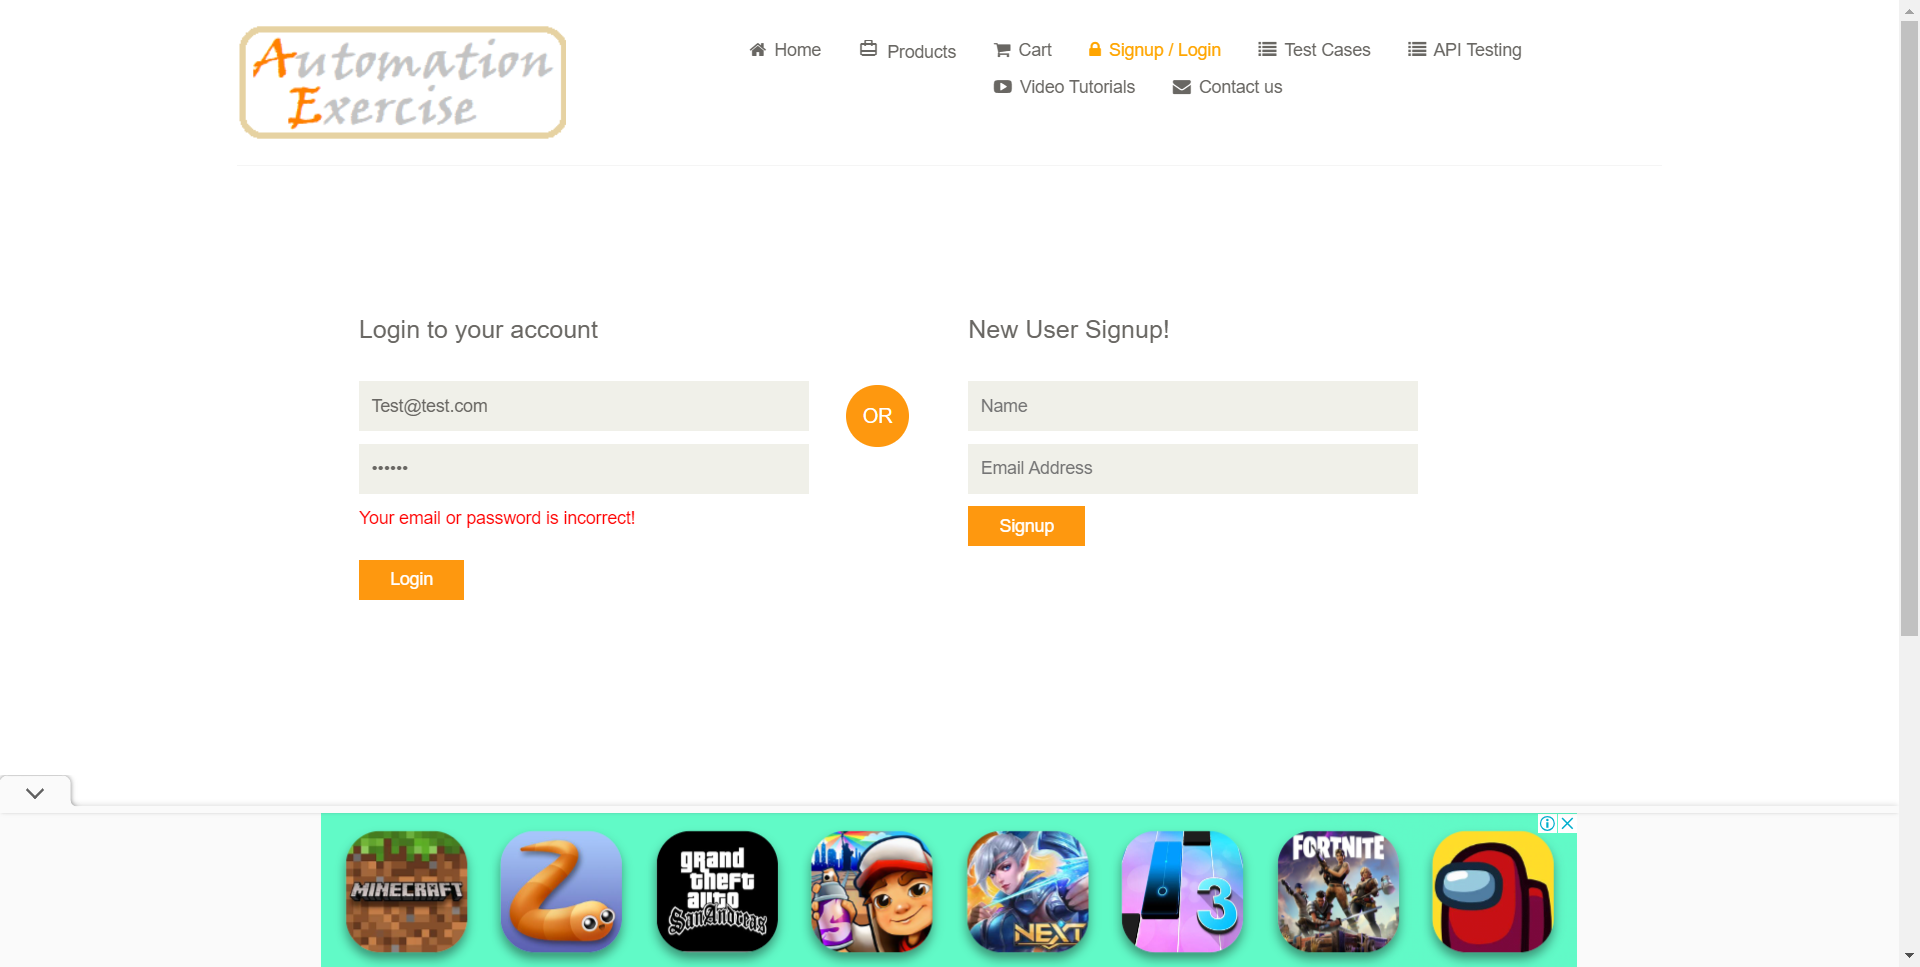 Automation
Exercise
Home
Products
Cart
Signup / Login
Test Cases
API Testing
Video Tutorials
Contact us
Login to your account
Test@test.com
••••••
Your email or password is incorrect!
Login
OR
New User Signup!
Name
Email Address
Signup
MINECRAFT
grand
theft
auto
San Andreas
NEXT
3
FORTNITE